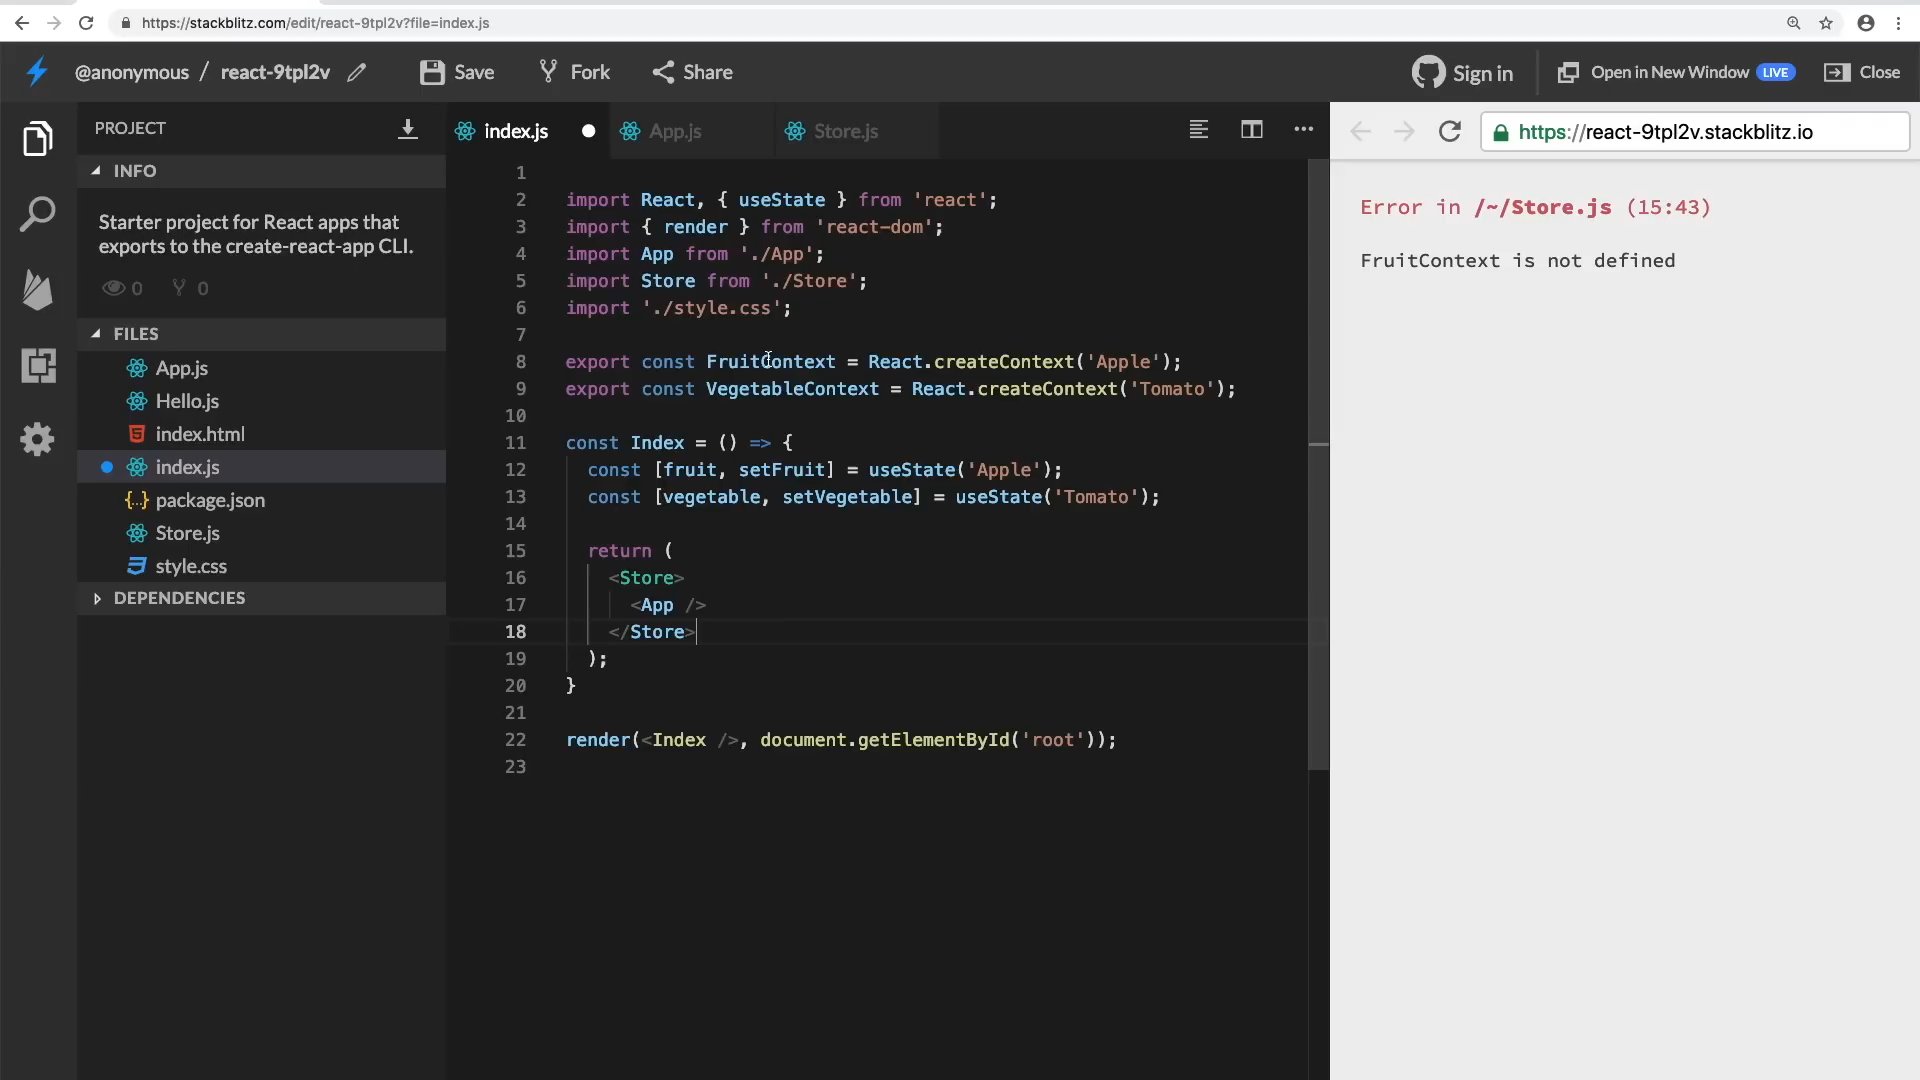 https://stackblitz.com/edit/react-9tpl2v?file=index.js
@anonymous / react-9tpl2v
Save
Fork
Share
Sign in
Open in New Window LIVE
Close
PROJECT
INFO
Starter project for React apps that
exports to the create-react-app CLI.
0 0
FILES
App.js
Hello.js
index.html
index.js
package.json
Store.js
style.css
DEPENDENCIES
index.js
App.js
Store.js
1
2 import React, { useState } from 'react';
3 import { render } from 'react-dom';
4 import App from './App';
5 import Store from './Store';
6 import './style.css';
7
8 export const FruitContext = React.createContext('Apple');
9 export const VegetableContext = React.createContext('Tomato');
10
11 const Index = () => {
12 const [fruit, setFruit] = useState('Apple');
13 const [vegetable, setVegetable] = useState('Tomato');
14
15 return (
16 <Store>
17 <App />
18 </Store>
19 );
20 }
21
22 render(<Index />, document.getElementById('root'));
23
https://react-9tpl2v.stackblitz.io
Error in /~/Store.js (15:43)
FruitContext is not defined